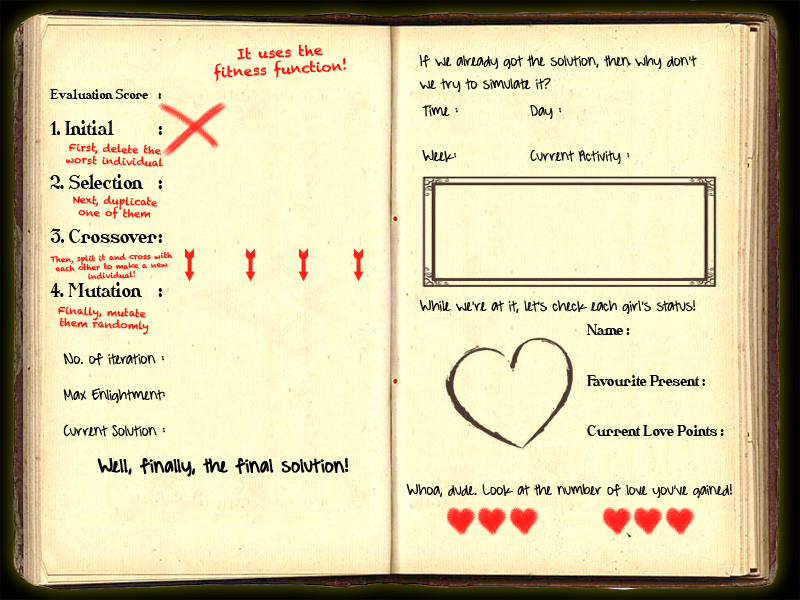 It uses the
fitness function!
Evaluation Score :
1. Initial :
First, delete the
worst individual
2. Selection :
Next, duplicate
one of them
3. Crossover:
Then, split it and cross with
each other to make a new
individual!
4. Mutation :
Finally, mutate
them randomly
No. of iteration :
Max Enlightment:
Current Solution :
Well, finally, the final solution!
If we already got the solution, then, why don't
we try to simulate it?
Time : Day :
Week: Current Activity :
While we're at it, let's check each girl's status!
Name :
Favourite Present :
Current Love Points :
Whoa, dude. Look at the number of love you've gained!